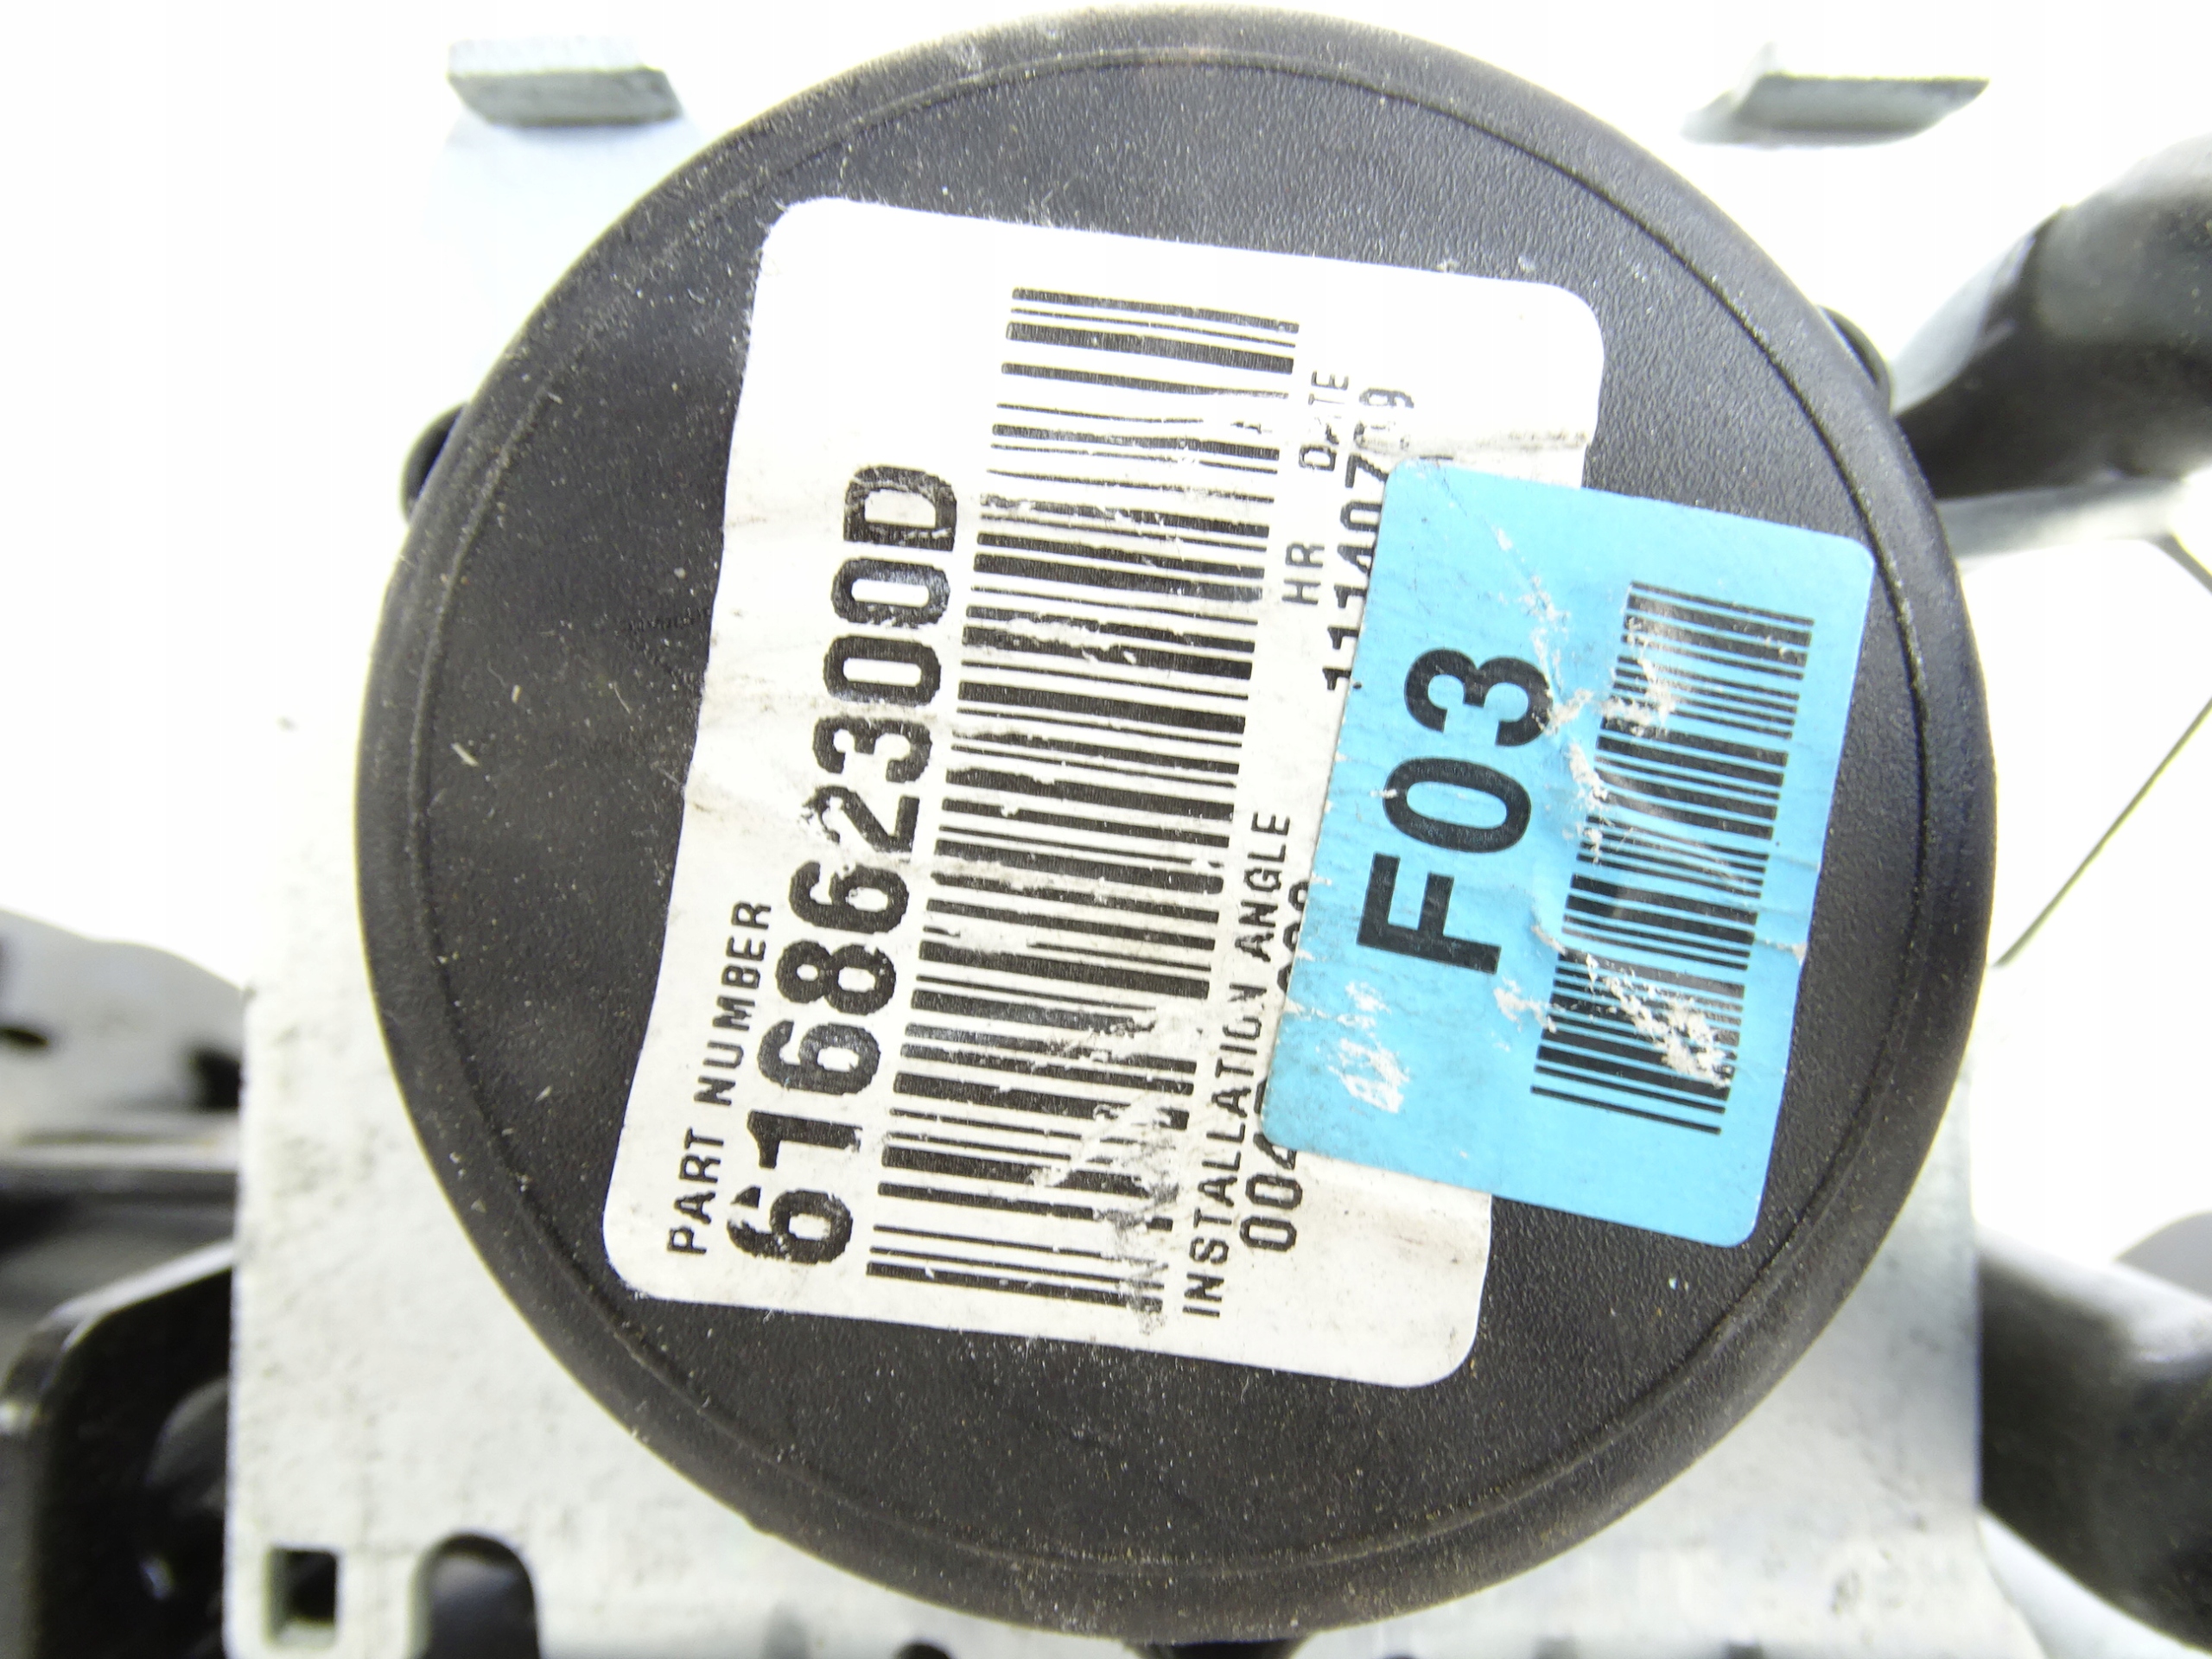 PART NUMBER
616862300D
INSTALLATION ANGLE
HR DATE
F03